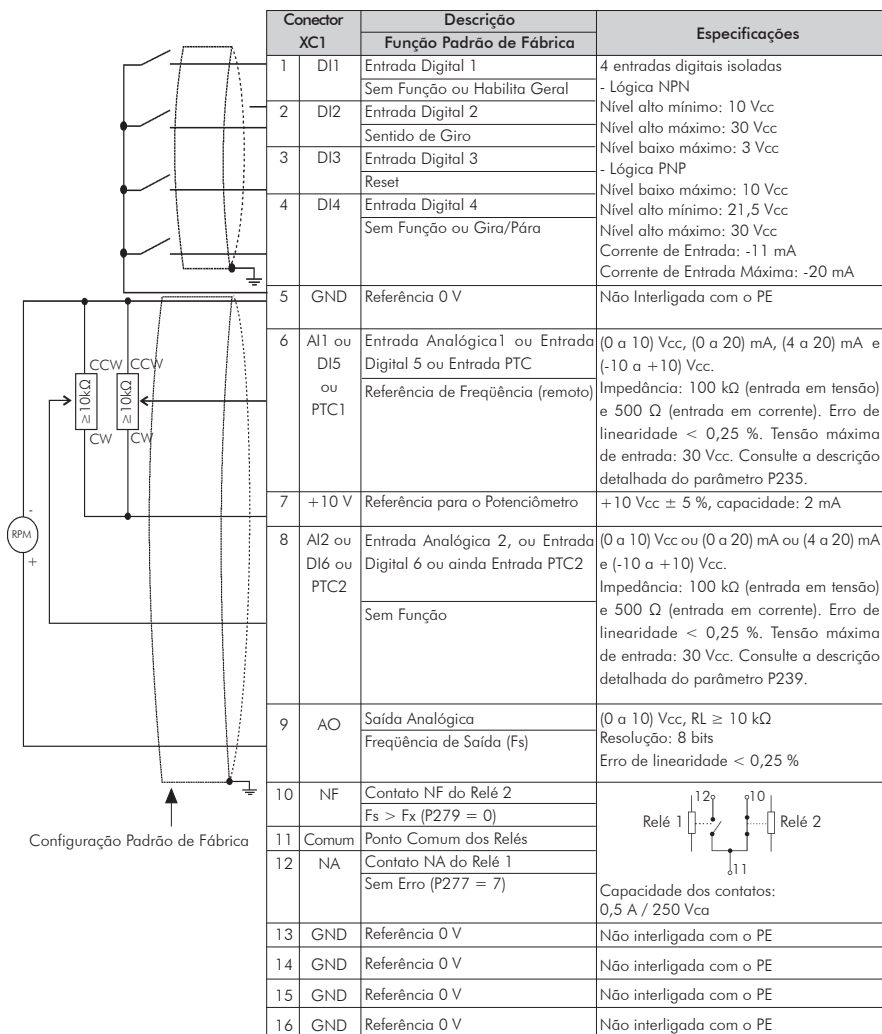 Conector Descrição Especificações
XC1 Função Padrão de Fábrica
1 DI1 Entrada Digital 1
Sem Função ou Habilita Geral
2 DI2 Entrada Digital 2
Sentido de Giro
3 DI3 Entrada Digital 3
Reset
4 DI4 Entrada Digital 4
Sem Função ou Gira/Pára
4 entradas digitais isoladas
- Lógica NPN
Nível alto mínimo: 10 Vcc
Nível alto máximo: 30 Vcc
Nível baixo máximo: 3 Vcc
- Lógica PNP
Nível baixo máximo: 10 Vcc
Nível alto mínimo: 21,5 Vcc
Nível alto máximo: 30 Vcc
Corrente de Entrada: -11 mA
Corrente de Entrada Máxima: -20 mA
5 GND Referência 0 V Não Interligada com o PE
6 AI1 ou
DI5
ou
PTC1
Entrada Analógica1 ou Entrada
Digital 5 ou Entrada PTC
Referência de Freqüência (remoto)
(0 a 10) Vcc, (0 a 20) mA, (4 a 20) mA e
(-10 a +10) Vcc.
Impedância: 100 kΩ (entrada em tensão)
e 500 Ω (entrada em corrente). Erro de
linearidade < 0,25 %. Tensão máxima
de entrada: 30 Vcc. Consulte a descrição
detalhada do parâmetro P235.
CCW CCW
≥10kΩ ≥10kΩ
CW CW
7 +10 V Referência para o Potenciômetro +10 Vcc ± 5 %, capacidade: 2 mA
-
RPM
+
8 AI2 ou
DI6 ou
PTC2
Entrada Analógica 2, ou Entrada
Digital 6 ou ainda Entrada PTC2
Sem Função
(0 a 10) Vcc ou (0 a 20) mA ou (4 a 20) mA
e (-10 a +10) Vcc.
Impedância: 100 kΩ (entrada em tensão)
e 500 Ω (entrada em corrente). Erro de
linearidade < 0,25 %. Tensão máxima
de entrada: 30 Vcc. Consulte a descrição
detalhada do parâmetro P239.
9 AO Saída Analógica
Freqüência de Saída (Fs)
(0 a 10) Vcc, RL ≥ 10 kΩ
Resolução: 8 bits
Erro de linearidade < 0,25 %
10 NF Contato NF do Relé 2
Fs > Fx (P279 = 0)
11 Comum Ponto Comum dos Relés
12 NA Contato NA do Relé 1
Sem Erro (P277 = 7)
12 10
Relé 1 Relé 2
11
Capacidade dos contatos:
0,5 A / 250 Vca
Configuração Padrão de Fábrica
13 GND Referência 0 V Não interligada com o PE
14 GND Referência 0 V Não interligada com o PE
15 GND Referência 0 V Não interligada com o PE
16 GND Referência 0 V Não interligada com o PE